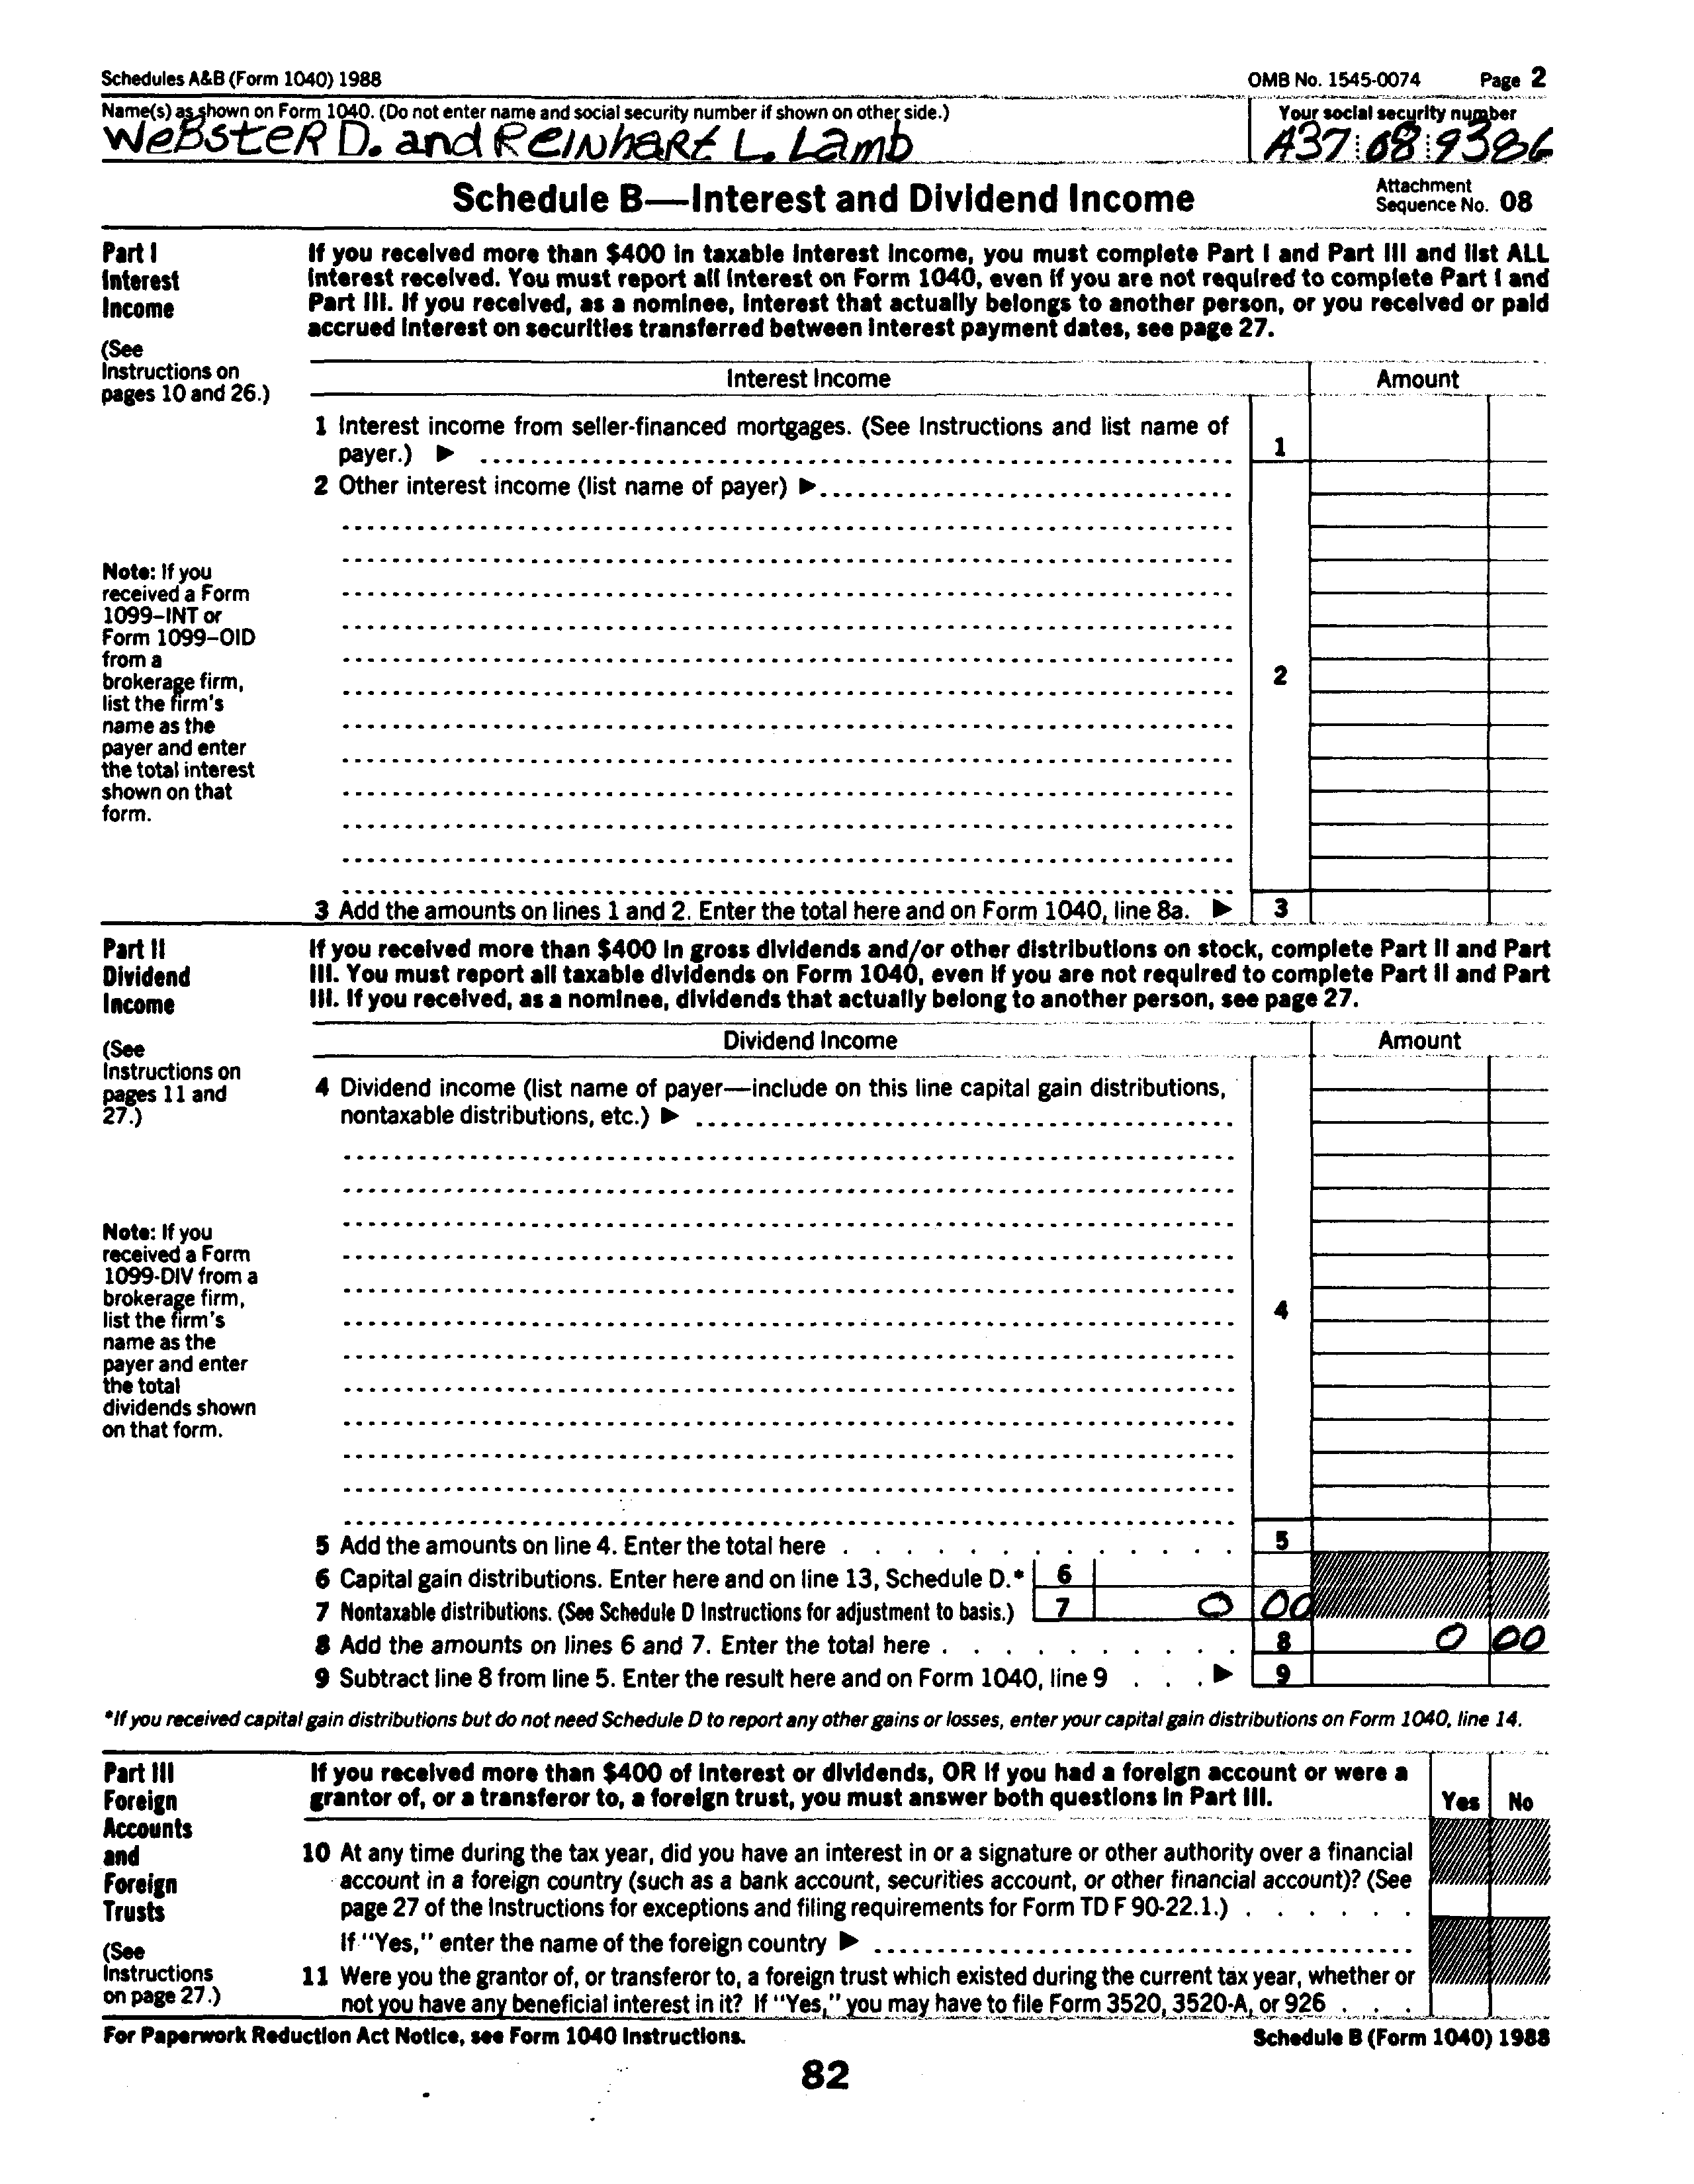 Schedules A&B (Form 1040) 1988 OMB No. 1545-0074 Page 2
Name(s) as shown on Form 1040. (Do not enter name and social security number if shown on other side.) Your social security number
WeBSteR D. and ReINhaRt L. Lamb A37 08 9386
Schedule B—Interest and Dividend Income
Attachment
Sequence No. 08
Part I
Interest
Income
(See
Instructions on
pages 10 and 26.)
If you received more than $400 in taxable interest income, you must complete Part I and Part III and list ALL
interest received. You must report all interest on Form 1040, even if you are not required to complete Part I and
Part III. If you received, as a nominee, interest that actually belongs to another person, or you received or paid
accrued interest on securities transferred between interest payment dates, see page 27.
Interest Income Amount
1 Interest income from seller-financed mortgages. (See Instructions and list name of
payer.) ▶ 1
2 Other interest income (list name of payer) ▶
Note: If you
received a Form
1099–INT or
Form 1099–OID
from a
brokerage firm,
list the firm's
name as the
payer and enter
the total interest
shown on that
form.
2
3 Add the amounts on lines 1 and 2. Enter the total here and on Form 1040, line 8a. ▶ 3
Part II
Dividend
Income
(See
Instructions on
pages 11 and
27.)
If you received more than $400 in gross dividends and/or other distributions on stock, complete Part II and Part
III. You must report all taxable dividends on Form 1040, even if you are not required to complete Part II and Part
III. If you received, as a nominee, dividends that actually belong to another person, see page 27.
Dividend Income Amount
4 Dividend income (list name of payer—include on this line capital gain distributions,
nontaxable distributions, etc.) ▶
Note: If you
received a Form
1099-DIV from a
brokerage firm,
list the firm's
name as the
payer and enter
the total
dividends shown
on that form.
4
5 Add the amounts on line 4. Enter the total here . . . . . . . . . . . . . 5
6 Capital gain distributions. Enter here and on line 13, Schedule D.* 6
7 Nontaxable distributions. (See Schedule D Instructions for adjustment to basis.) 7 0 00
8 Add the amounts on lines 6 and 7. Enter the total here . . . . . . . . . . 8 0 00
9 Subtract line 8 from line 5. Enter the result here and on Form 1040, line 9 . . . ▶ 9
*If you received capital gain distributions but do not need Schedule D to report any other gains or losses, enter your capital gain distributions on Form 1040, line 14.
Part III
Foreign
Accounts
and
Foreign
Trusts
(See
Instructions
on page 27.)
If you received more than $400 of interest or dividends, OR if you had a foreign account or were a
grantor of, or a transferor to, a foreign trust, you must answer both questions in Part III. Yes No
10 At any time during the tax year, did you have an interest in or a signature or other authority over a financial
account in a foreign country (such as a bank account, securities account, or other financial account)? (See
page 27 of the Instructions for exceptions and filing requirements for Form TD F 90-22.1.) . . . . . .
If "Yes," enter the name of the foreign country ▶
11 Were you the grantor of, or transferor to, a foreign trust which existed during the current tax year, whether or
not you have any beneficial interest in it? If "Yes," you may have to file Form 3520, 3520-A, or 926 . . .
For Paperwork Reduction Act Notice, see Form 1040 Instructions. Schedule B (Form 1040) 1988
82